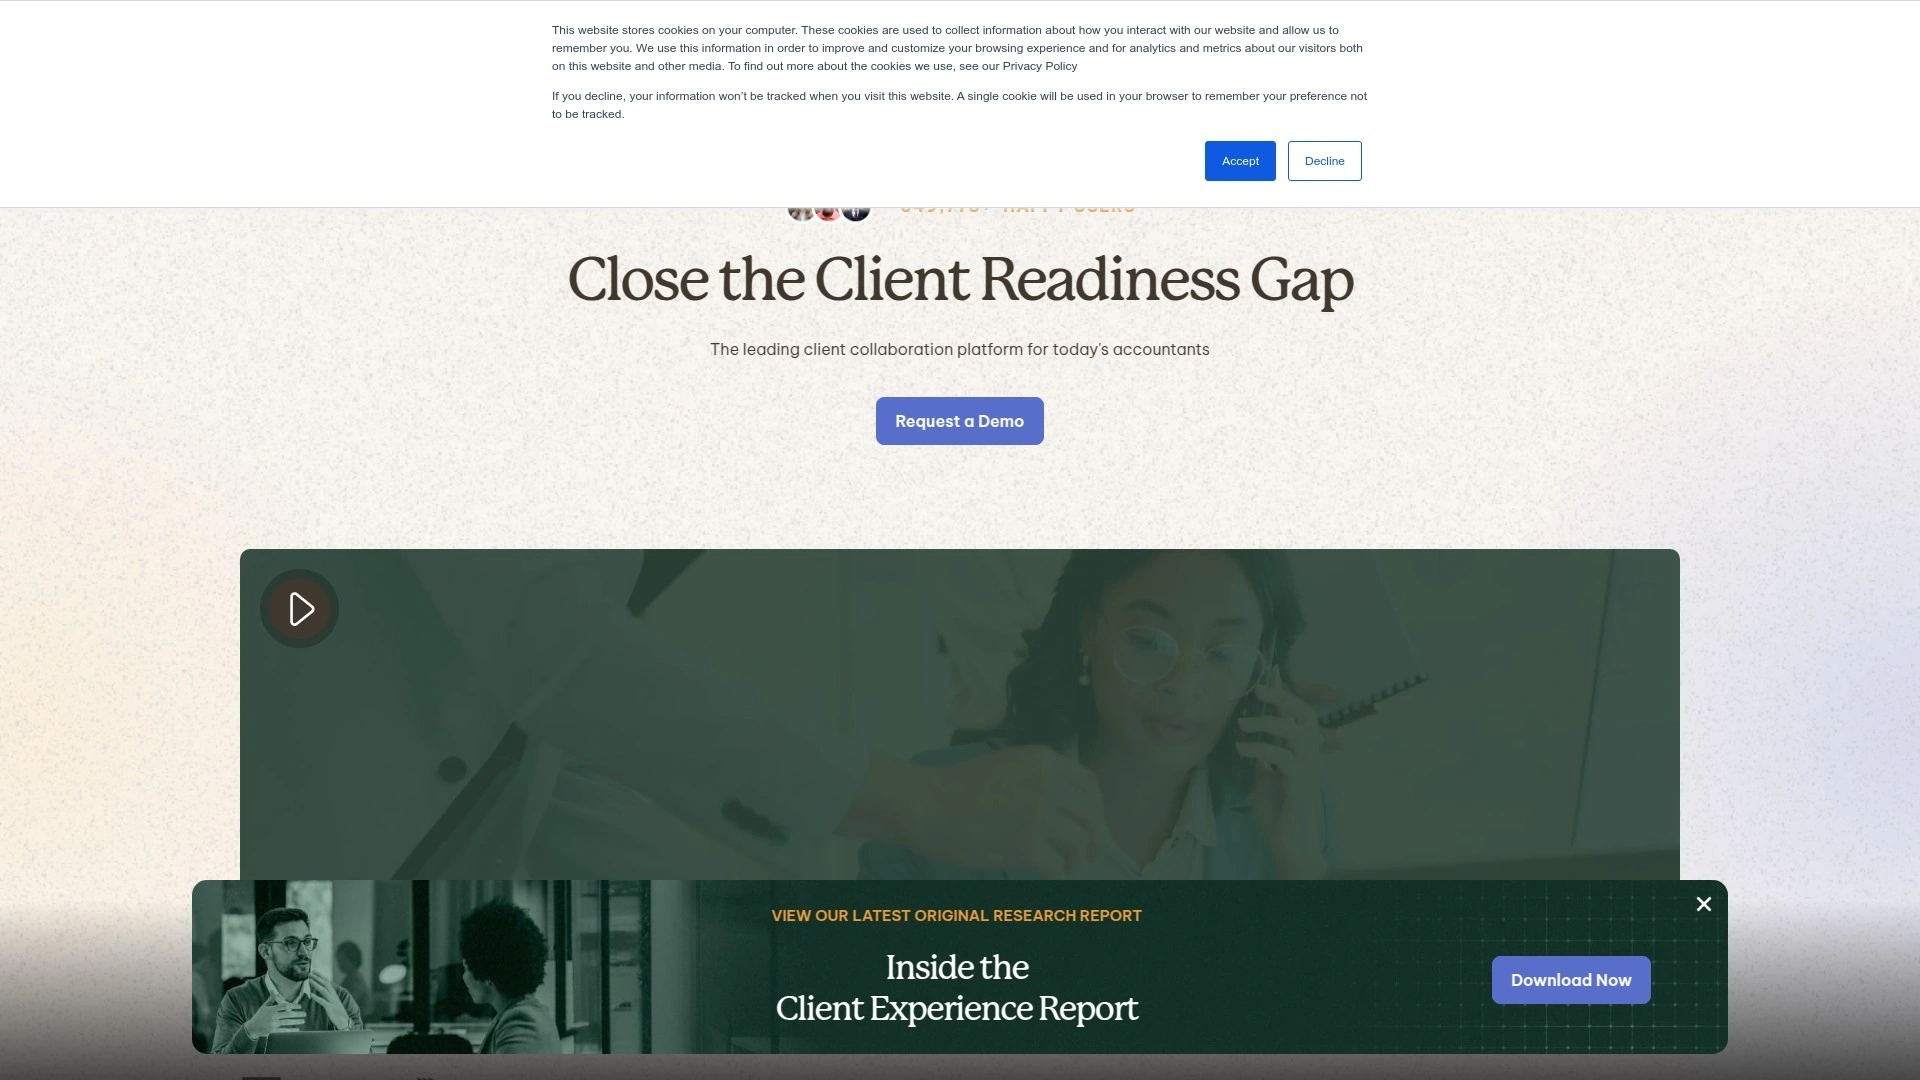 This website stores cookies on your computer. These cookies are used to collect information about how you interact with our website and allow us to
remember you. We use this information in order to improve and customize your browsing experience and for analytics and metrics about our visitors both
on this website and other media. To find out more about the cookies we use, see our Privacy Policy
If you decline, your information won't be tracked when you visit this website. A single cookie will be used in your browser to remember your preference not
to be tracked.
Accept
Decline
HAPPY USERS
Close the Client Readiness Gap
The leading client collaboration platform for today's accountants
Request a Demo
VIEW OUR LATEST ORIGINAL RESEARCH REPORT
Inside the
Client Experience Report
Download Now